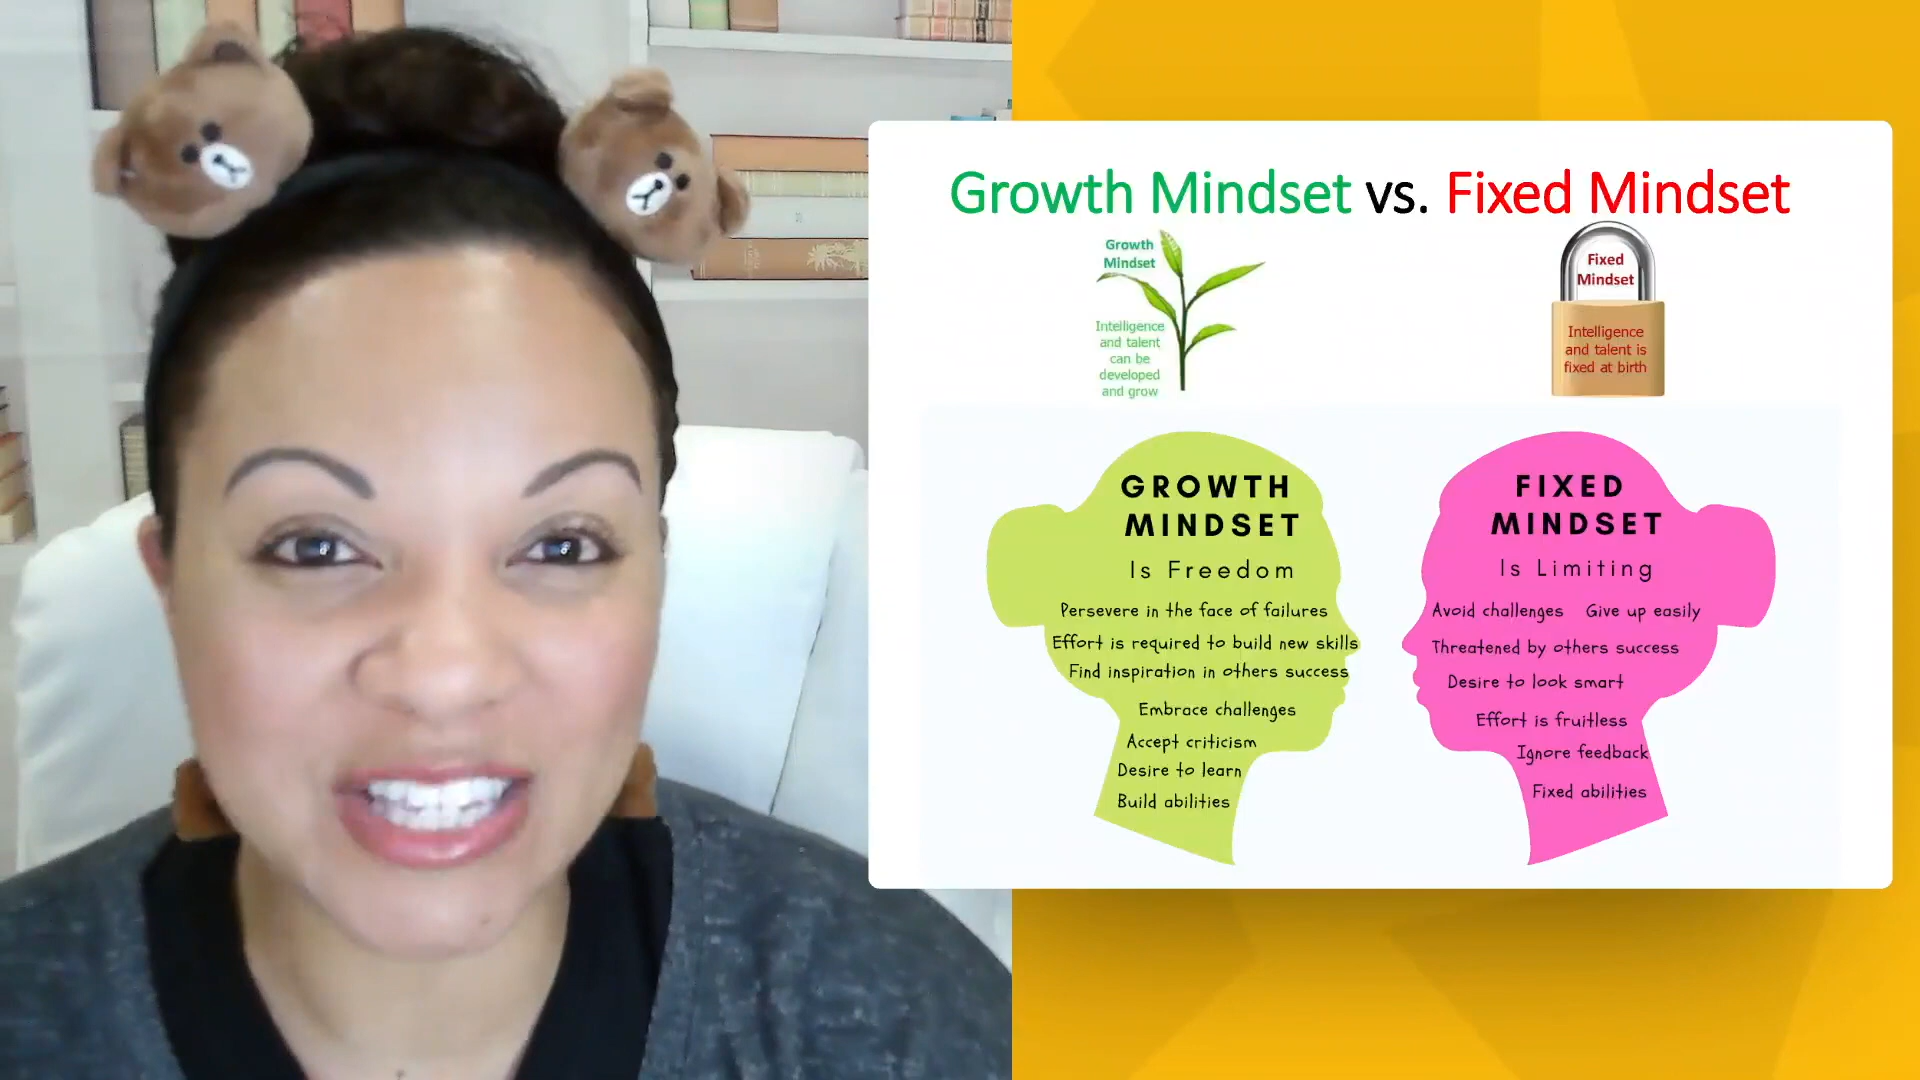 Growth Mindset vs. Fixed Mindset
Growth
Mindset
Intelligence
and talent
can be
developed
and grow
Fixed
Mindset
Intelligence
and talent is
fixed at birth
GROWTH
MINDSET
Is Freedom
Persevere in the face of failures
Effort is required to build new skills
Find inspiration in others success
Embrace challenges
Accept criticism
Desire to learn
Build abilities
FIXED
MINDSET
Is Limiting
Avoid challenges Give up easily
Threatened by others success
Desire to look smart
Effort is fruitless
Ignore feedback
Fixed abilities